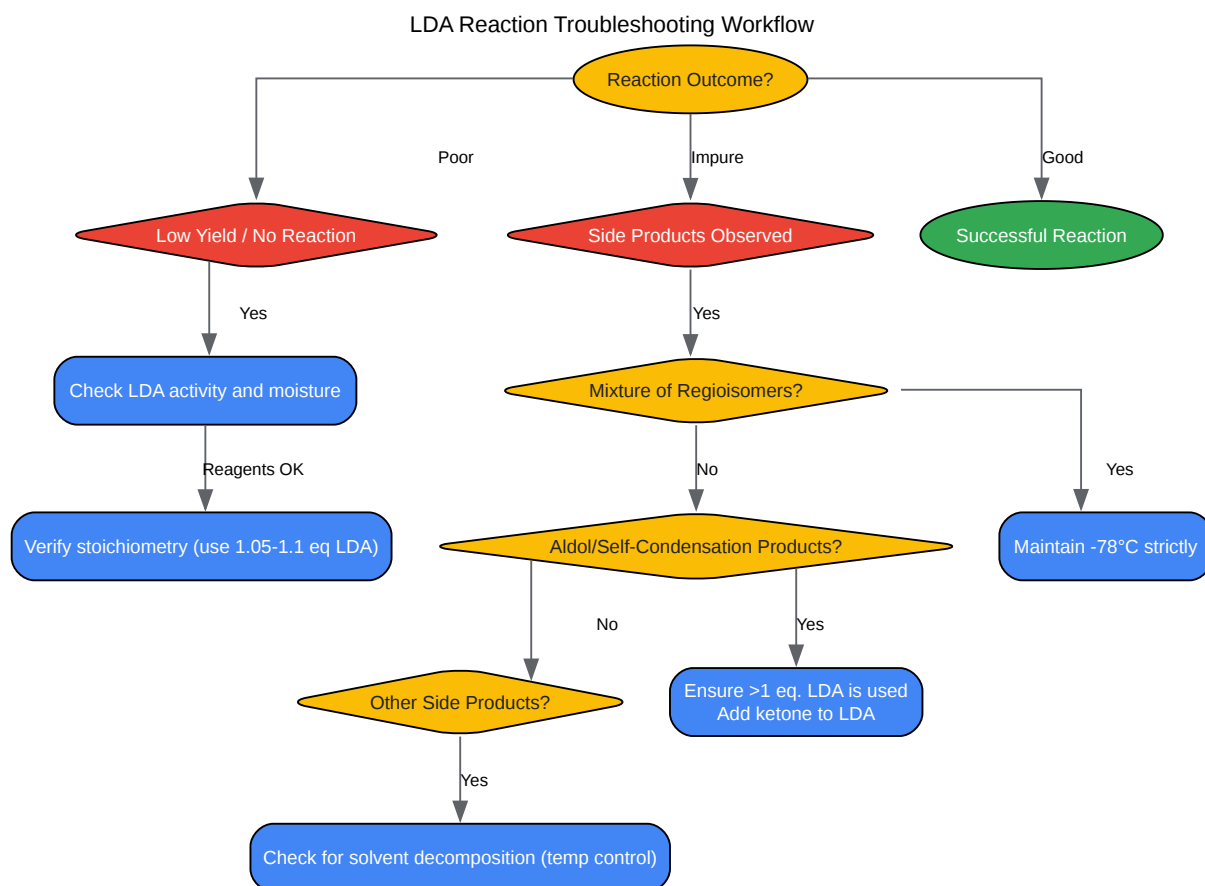 LDA Reaction Troubleshooting Workflow
Reaction Outcome?
Poor
Impure
Good
Low Yield / No Reaction
Side Products Observed
Successful Reaction
Yes
Yes
Check LDA activity and moisture
Mixture of Regioisomers?
Reagents OK
No
Yes
Verify stoichiometry (use 1.05-1.1 eq LDA)
Aldol/Self-Condensation Products?
Maintain -78°C strictly
No
Yes
Other Side Products?
Ensure >1 eq. LDA is used
Add ketone to LDA
Yes
Check for solvent decomposition (temp control)